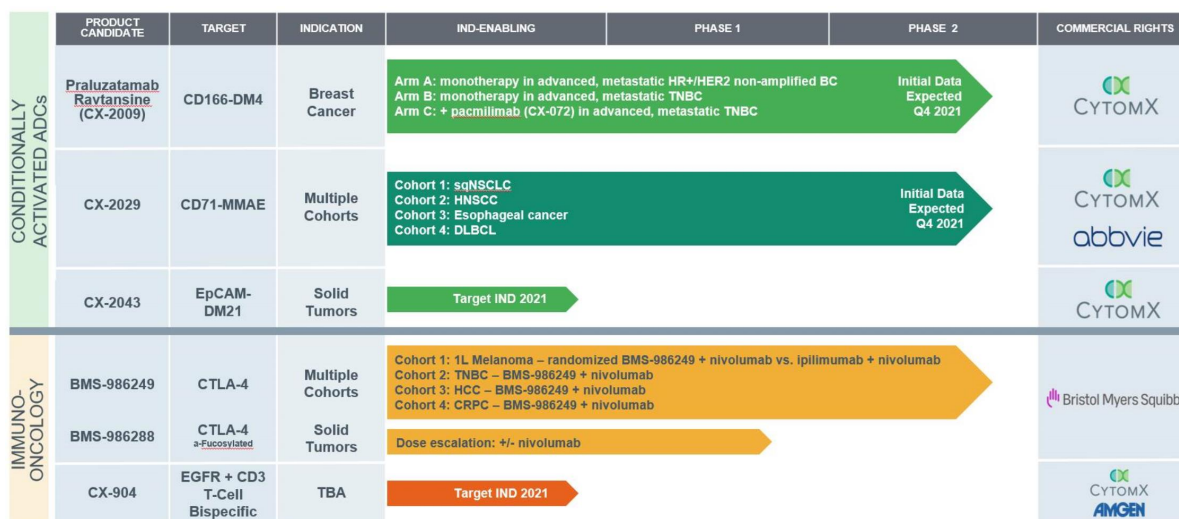 PRODUCT CANDIDATE
TARGET
INDICATION
IND-ENABLING
PHASE 1
PHASE 2
COMMERCIAL RIGHTS
CONDITIONALLY
ACTIVATED ADCs
Praluzatamab
Ravtansine
(CX-2009)
CD166-DM4
Breast
Cancer
Arm A: monotherapy in advanced, metastatic HR+/HER2 non-amplified BC
Arm B: monotherapy in advanced, metastatic TNBC
Arm C: + pacmilimab (CX-072) in advanced, metastatic TNBC
Initial Data
Expected
Q4 2021
CYTOMX
CX-2029
CD71-MMAE
Multiple
Cohorts
Cohort 1: sqNSCLC
Cohort 2: HNSCC
Cohort 3: Esophageal cancer
Cohort 4: DLBCL
Initial Data
Expected
Q4 2021
CYTOMX
abbvie
CX-2043
EpCAM-
DM21
Solid
Tumors
Target IND 2021
CYTOMX
IMMUNO-
ONCOLOGY
BMS-986249
CTLA-4
Multiple
Cohorts
Cohort 1: 1L Melanoma – randomized BMS-986249 + nivolumab vs. ipilimumab + nivolumab
Cohort 2: TNBC – BMS-986249 + nivolumab
Cohort 3: HCC – BMS-986249 + nivolumab
Cohort 4: CRPC – BMS-986249 + nivolumab
Bristol Myers Squibb
BMS-986288
CTLA-4
a-Fucosylated
Solid
Tumors
Dose escalation: +/- nivolumab
CX-904
EGFR + CD3
T-Cell
Bispecific
TBA
Target IND 2021
CYTOMX
AMGEN